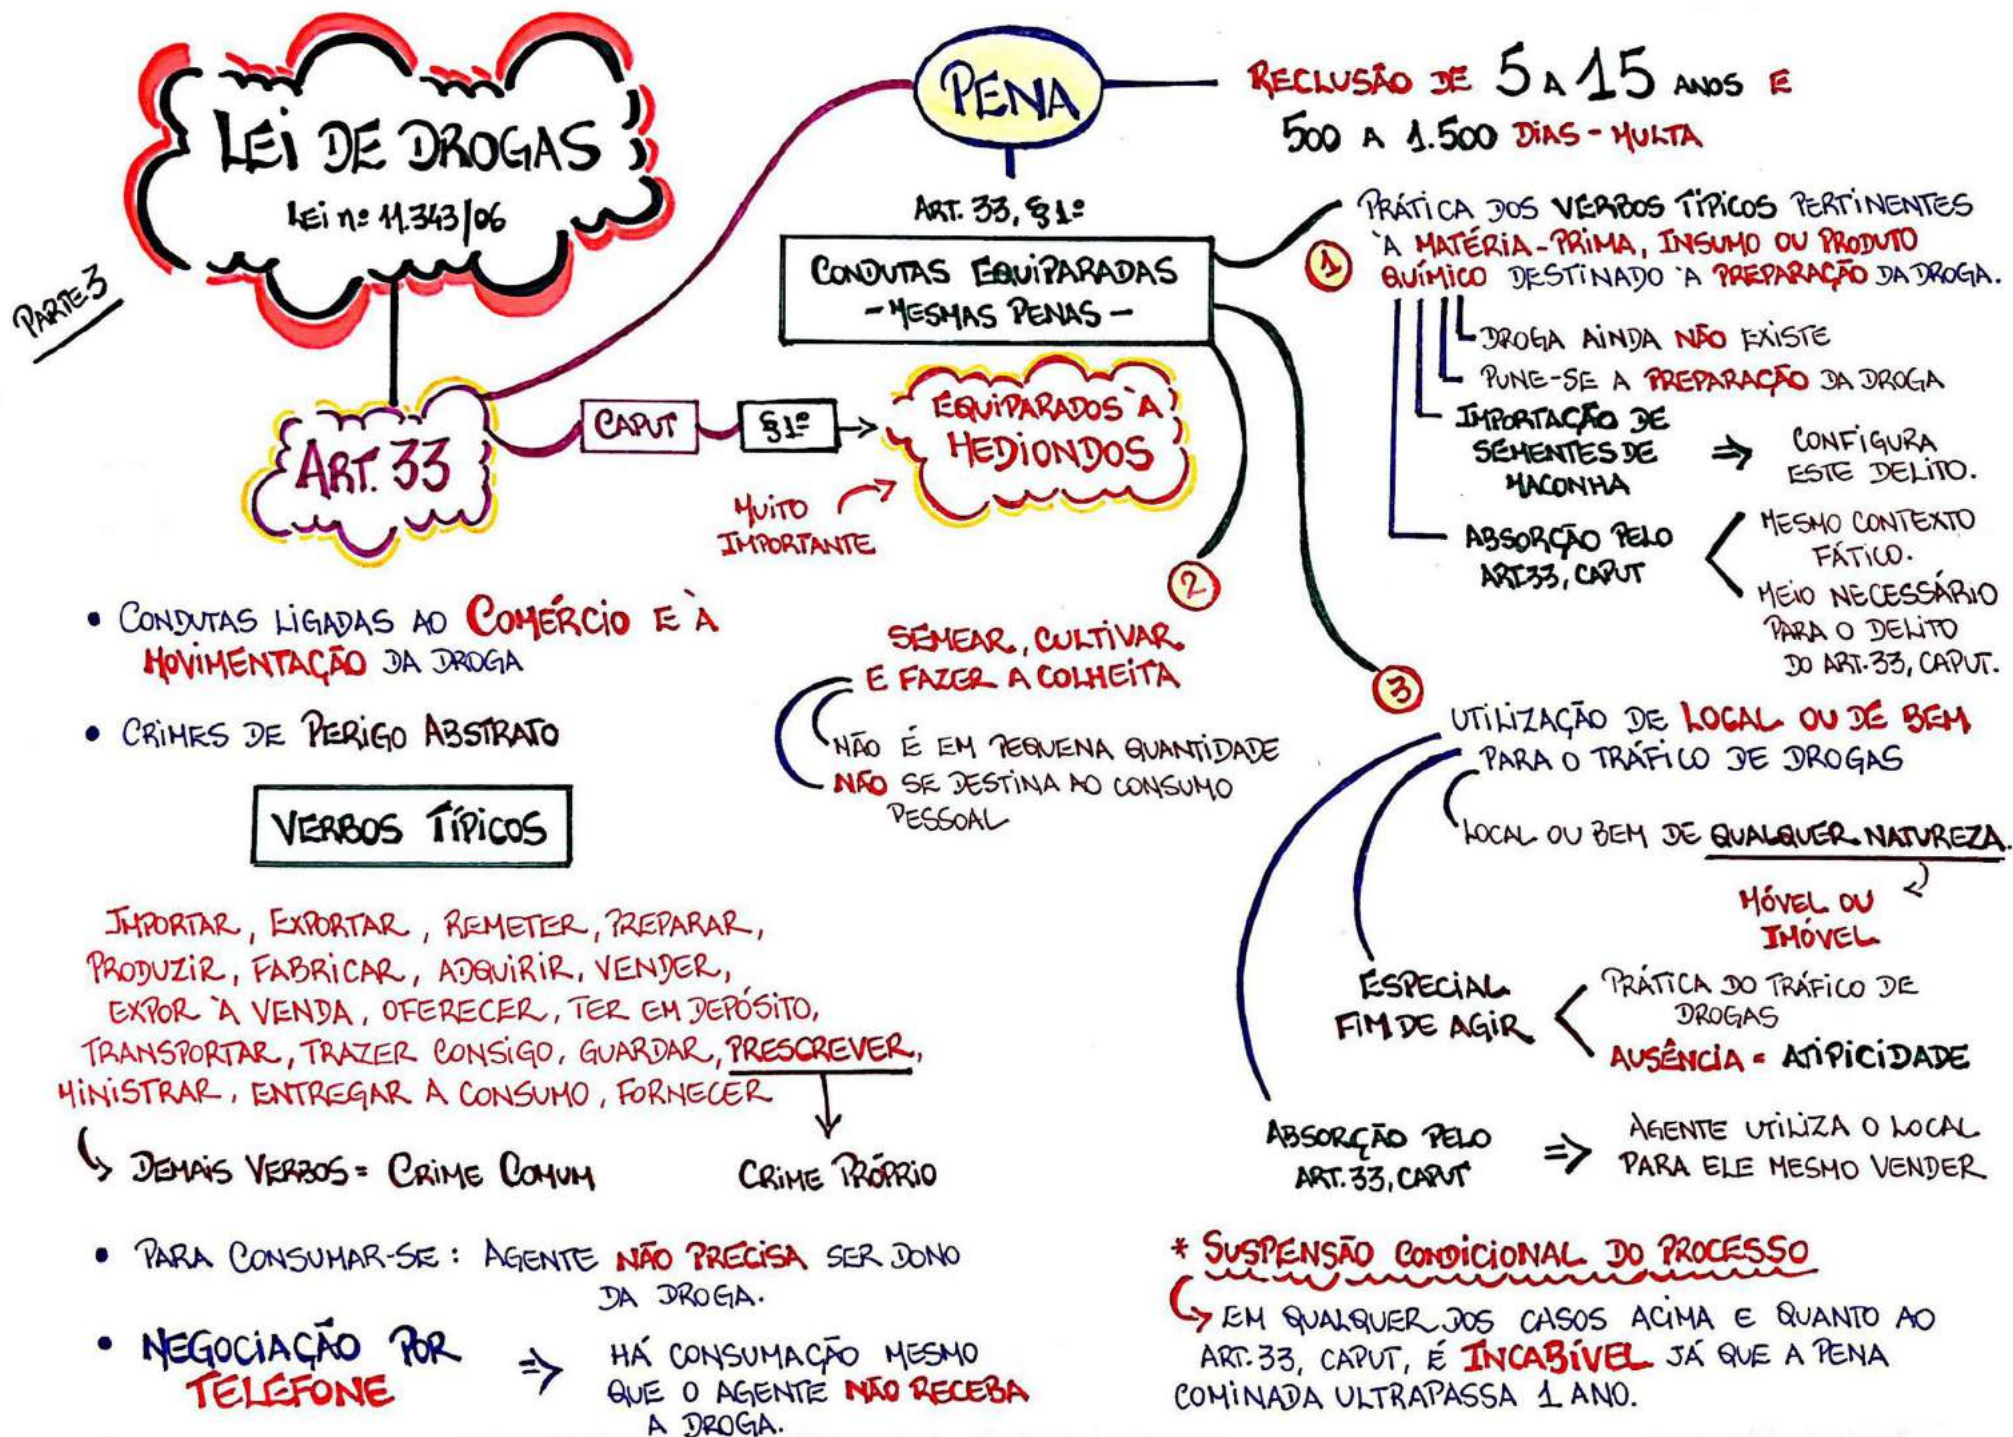 LEI DE DROGAS
LEI Nº 11.343/06
PARTE 3
ART. 33
CAPUT
§1º
EQUIPARADOS À
HEDIONDOS
MUITO
IMPORTANTE
PENA
RECLUSÃO DE 5 A 15 ANOS E
500 A 1.500 DIAS-MULTA
ART. 33, §1º
CONDUTAS EQUIPARADAS
- MESMAS PENAS -
1
PRÁTICA DOS VERBOS TÍPICOS PERTINENTES
À MATÉRIA-PRIMA, INSUMO OU PRODUTO
QUÍMICO DESTINADO À PREPARAÇÃO DA DROGA.
DROGA AINDA NÃO EXISTE
PUNE-SE A PREPARAÇÃO DA DROGA
IMPORTAÇÃO DE
SEMENTES DE
MACONHA
⇒ CONFIGURA
ESTE DELITO.
ABSORÇÃO PELO
ART.33, CAPUT
MESMO CONTEXTO
FÁTICO.
MEIO NECESSÁRIO
PARA O DELITO
DO ART.33, CAPUT.
2
SEMEAR, CULTIVAR
E FAZER A COLHEITA
NÃO É EM PEQUENA QUANTIDADE
NÃO SE DESTINA AO CONSUMO
PESSOAL
3
UTILIZAÇÃO DE LOCAL OU DE BEM
PARA O TRÁFICO DE DROGAS
LOCAL OU BEM DE QUALQUER NATUREZA.
MÓVEL OU
IMÓVEL
ESPECIAL
FIM DE AGIR
PRÁTICA DO TRÁFICO DE
DROGAS
AUSÊNCIA = ATIPICIDADE
ABSORÇÃO PELO
ART. 33, CAPUT
⇒ AGENTE UTILIZA O LOCAL
PARA ELE MESMO VENDER
• CONDUTAS LIGADAS AO COMÉRCIO E À
MOVIMENTAÇÃO DA DROGA
• CRIMES DE PERIGO ABSTRATO
VERBOS TÍPICOS
IMPORTAR, EXPORTAR, REMETER, PREPARAR,
PRODUZIR, FABRICAR, ADQUIRIR, VENDER,
EXPOR À VENDA, OFERECER, TER EM DEPÓSITO,
TRANSPORTAR, TRAZER CONSIGO, GUARDAR, PRESCREVER,
MINISTRAR, ENTREGAR A CONSUMO, FORNECER
DEMAIS VERBOS = CRIME COMUM
CRIME PRÓPRIO
• PARA CONSUMAR-SE: AGENTE NÃO PRECISA SER DONO
DA DROGA.
• NEGOCIAÇÃO POR
TELEFONE
⇒ HÁ CONSUMAÇÃO MESMO
QUE O AGENTE NÃO RECEBA
A DROGA.
* SUSPENSÃO CONDICIONAL DO PROCESSO
EM QUALQUER DOS CASOS ACIMA E QUANTO AO
ART. 33, CAPUT, É INCABÍVEL JÁ QUE A PENA
COMINADA ULTRAPASSA 1 ANO.